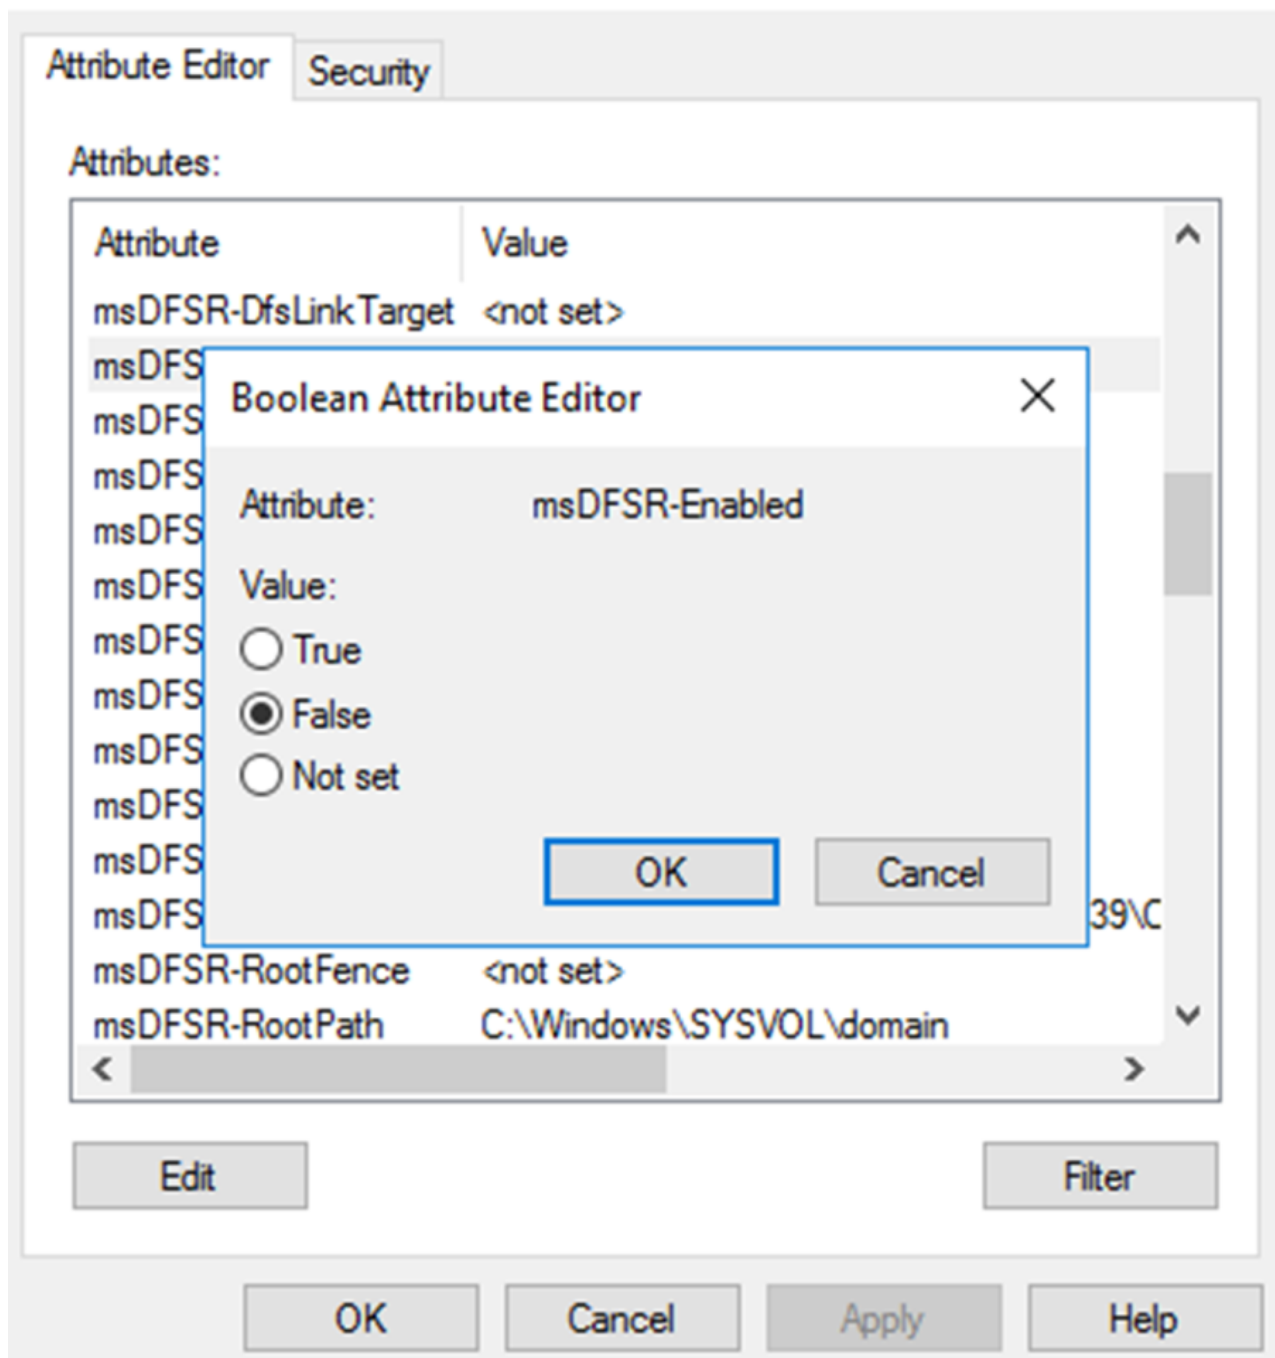 Attribute Editor Security
Attributes:
Attribute Value
msDFSR-DfsLinkTarget <not set>
msDFS
Boolean Attribute Editor
msDFS
msDFS
Attribute: msDFSR-Enabled
msDFS
msDFS
Value:
msDFS
True
msDFS
False
msDFS
Not set
msDFS
msDFS
OK Cancel
msDFS 39\C
msDFSR-RootFence <not set>
msDFSR-RootPath C:\Windows\SYSVOL\domain
Edit Filter
OK Cancel Apply Help